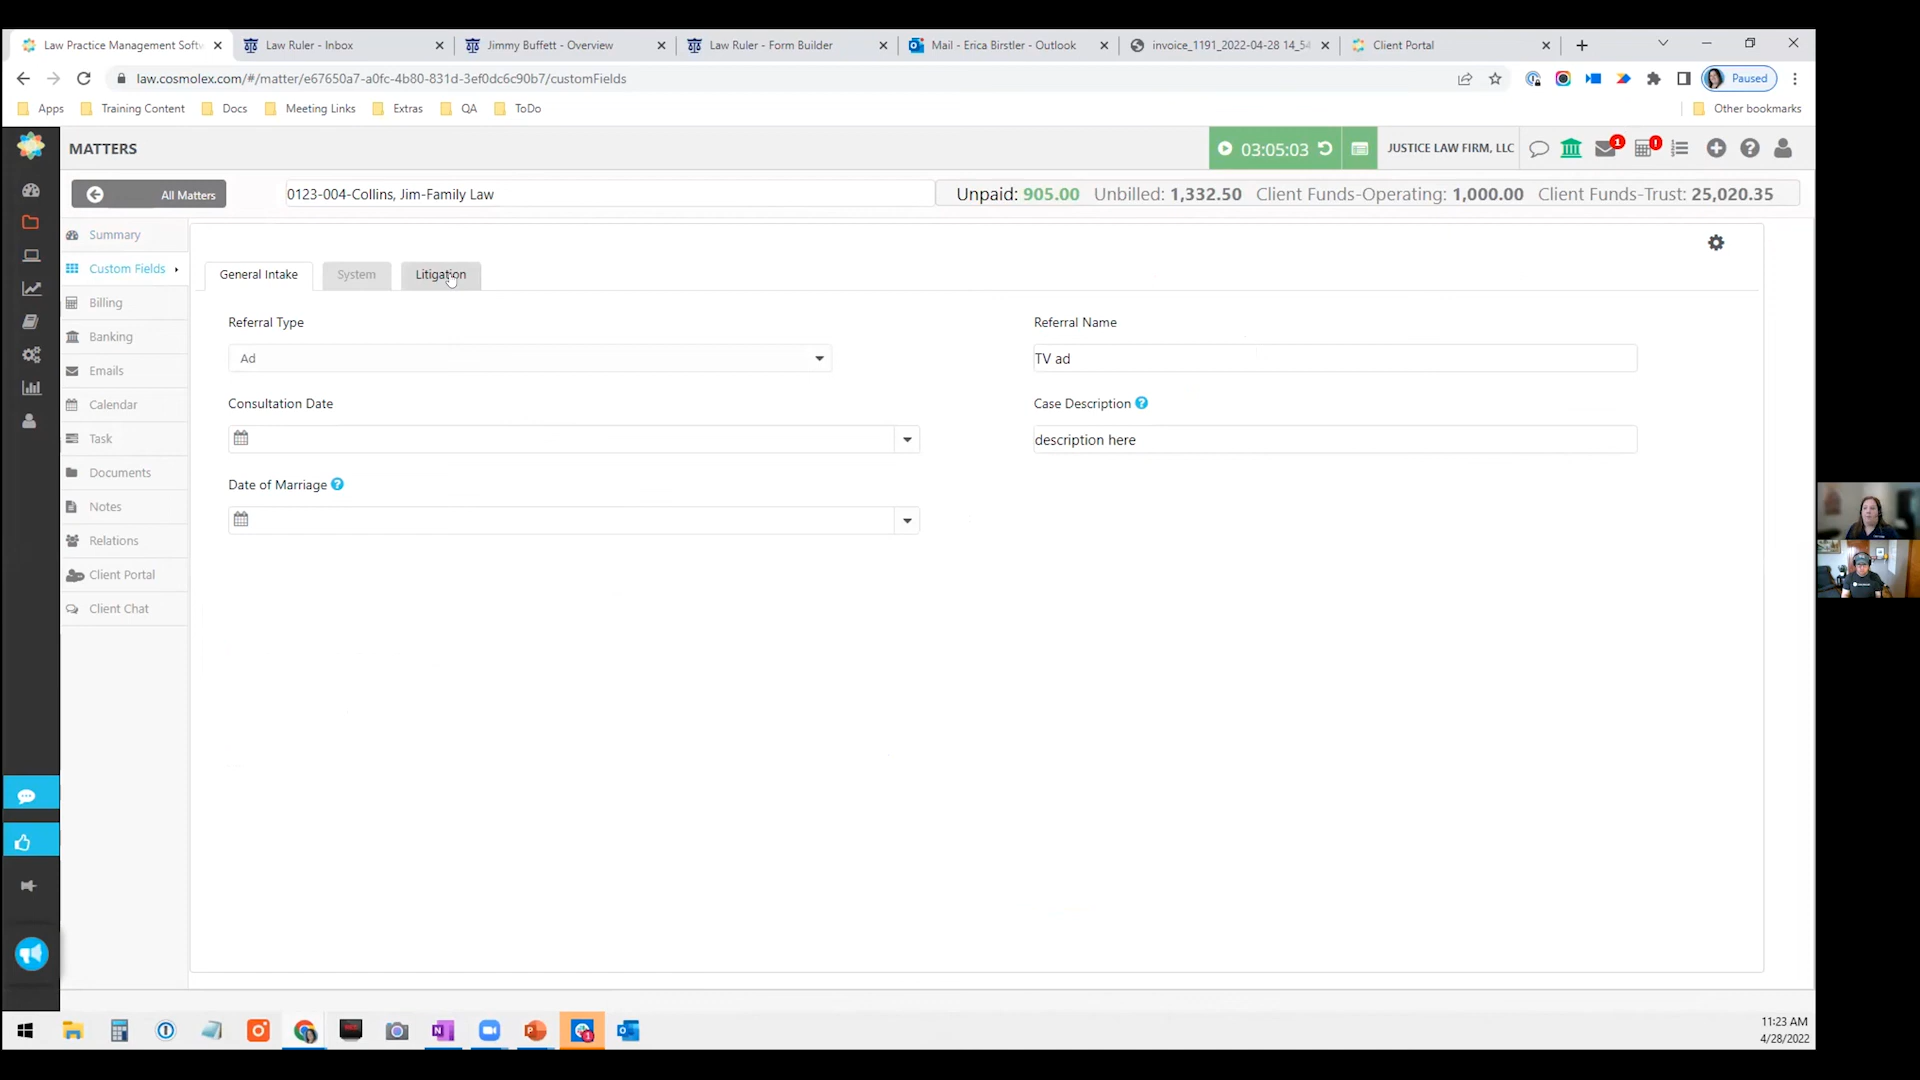 Law Practice Management Softw
Law Ruler - Inbox
Jimmy Buffett - Overview
Law Ruler - Form Builder
Mail - Erica Birstler - Outlook
invoice_1191_2022-04-28 14_54
Client Portal
law.cosmolex.com/#/matter/e67650a7-a0fc-4b80-831d-3ef0dc6c90b7/customFields
Paused
Apps
Training Content
Docs
Meeting Links
Extras
QA
ToDo
Other bookmarks
MATTERS
03:05:03
JUSTICE LAW FIRM, LLC
1
!
All Matters
0123-004-Collins, Jim-Family Law
Unpaid: 905.00 Unbilled: 1,332.50 Client Funds-Operating: 1,000.00 Client Funds-Trust: 25,020.35
Summary
Custom Fields
Billing
Banking
Emails
Calendar
Task
Documents
Notes
Relations
Client Portal
Client Chat
General Intake
System
Litigation
Referral Type
Referral Name
Ad
TV ad
Consultation Date
Case Description ?
description here
Date of Marriage ?
11:23 AM
4/28/2022